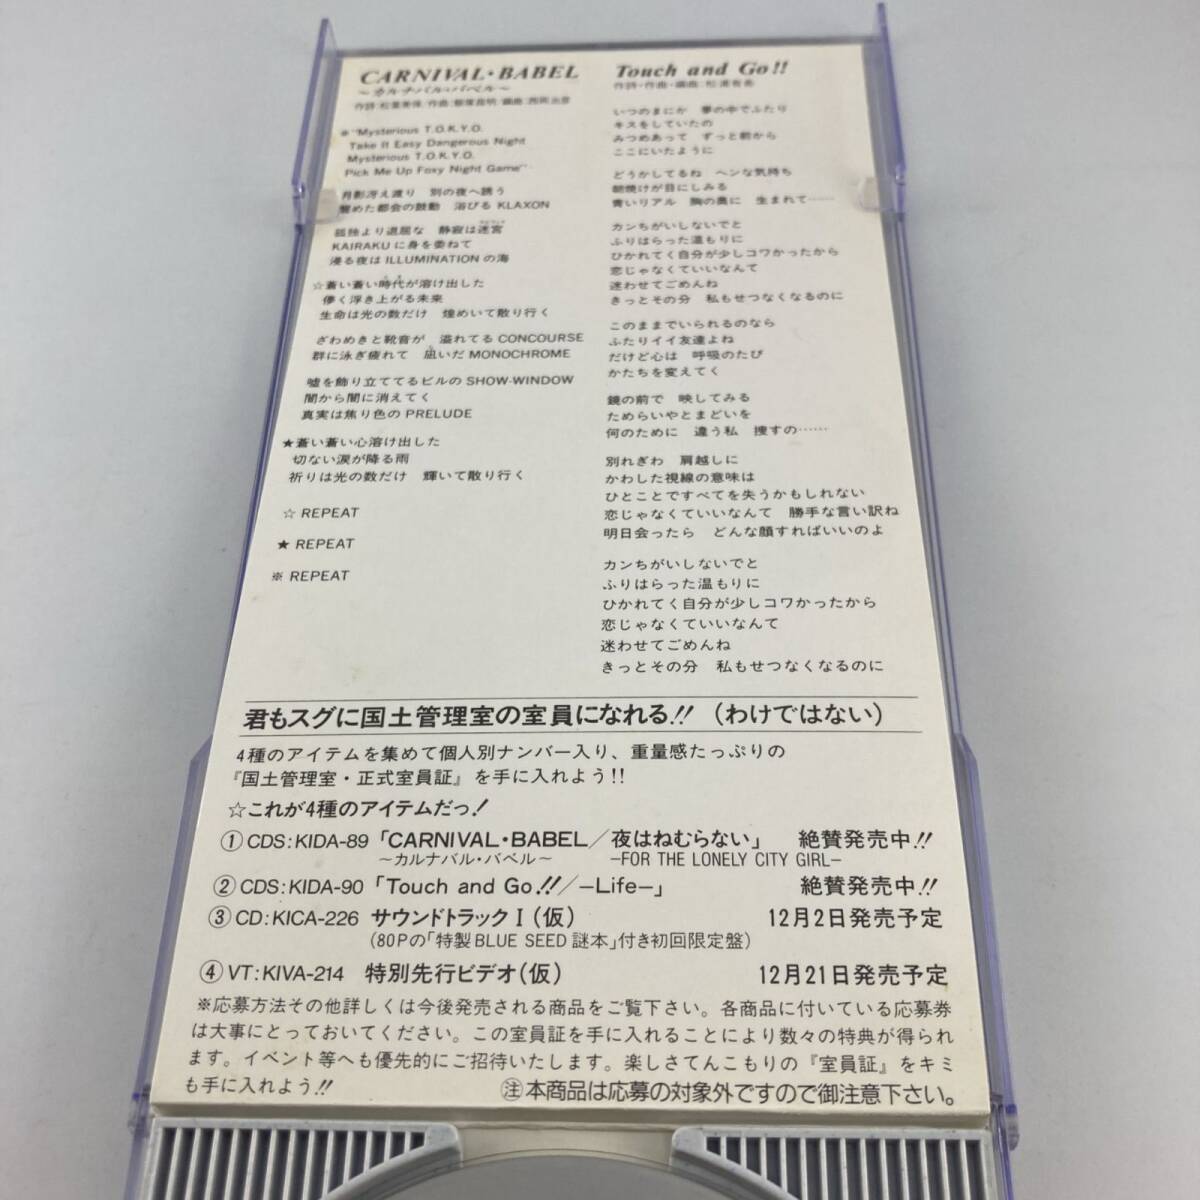 CARNIVAL・BABEL
～カルナバル・バベル～
作詩:松葉美保/作曲:都塚昌明/編曲:西岡治彦
※"Mysterious T.O.K.Y.O.
Take It Easy Dangerous Night
Mysterious T.O.K.Y.O.
Pick Me Up Foxy Night Game"
月影冴え渡り 別の夜へ誘う
醒めた都会の鼓動 浴びる KLAXON
孤独より退屈な 静寂は迷宮
KAIRAKU に身を委ねて
浸る夜は ILLUMINATION の海
☆蒼い蒼い時代が溶け出した
儚く浮き上がる未来
生命は光の数だけ 煌めいて散り行く
ざわめきと靴音が 溢れてる CONCOURSE
群に泳ぎ疲れて 凪いだ MONOCHROME
嘘を飾り立ててるビルの SHOW-WINDOW
闇から闇に消えてく
真実は焦り色の PRELUDE
★蒼い蒼い心溶け出した
切ない涙が降る雨
祈りは光の数だけ 輝いて散り行く
☆ REPEAT
★ REPEAT
※ REPEAT
Touch and Go!!
作詩・作曲・編曲:松浦有希
いつのまにか 夢の中でふたり
キスをしていたの
みつめあって ずっと前から
ここにいたように
どうかしてるね ヘンな気持ち
朝焼けが目にしみる
青いリアル 胸の奥に 生まれて……
カンちがいしないでと
ふりはらった温もりに
ひかれてく自分が少しコワかったから
恋じゃなくていいなんて
迷わせてごめんね
きっとその分 私もせつなくなるのに
このままでいられるのなら
ふたりイイ友達よね
だけど心は 呼吸のたび
かたちを変えてく
鏡の前で 映してみる
ためらいやとまどいを
何のために 違う私 捜すの……
別れぎわ 肩越しに
かわした視線の意味は
ひとことですべてを失うかもしれない
恋じゃなくていいなんて 勝手な言い訳ね
明日会ったら どんな顔すればいいのよ
カンちがいしないでと
ふりはらった温もりに
ひかれてく自分が少しコワかったから
恋じゃなくていいなんて
迷わせてごめんね
きっとその分 私もせつなくなるのに
君もスグに国土管理室の室員になれる!!(わけではない)
4種のアイテムを集めて個人別ナンバー入り、重量感たっぷりの
『国土管理室・正式室員証』を手に入れよう!!
☆これが4種のアイテムだっ!
①CDS:KIDA-89「CARNIVAL・BABEL/夜はねむらない」 絶賛発売中!!
～カルナバル・バベル～ -FOR THE LONELY CITY GIRL-
②CDS:KIDA-90「Touch and Go!!/-Life-」 絶賛発売中!!
③CD:KICA-226 サウンドトラックI(仮) 12月2日発売予定
(80Pの「特製BLUE SEED謎本」付き初回限定盤)
④VT:KIVA-214 特別先行ビデオ(仮) 12月21日発売予定
※応募方法その他詳しくは今後発売される商品をご覧下さい。各商品に付いている応募券
は大事にとっておいてください。この室員証を手に入れることにより数々の特典が得られ
ます。イベント等へも優先的にご招待いたします。楽しさてんこもりの『室員証』をキミ
も手に入れよう!!
㊟本商品は応募の対象外ですので御注意下さい。